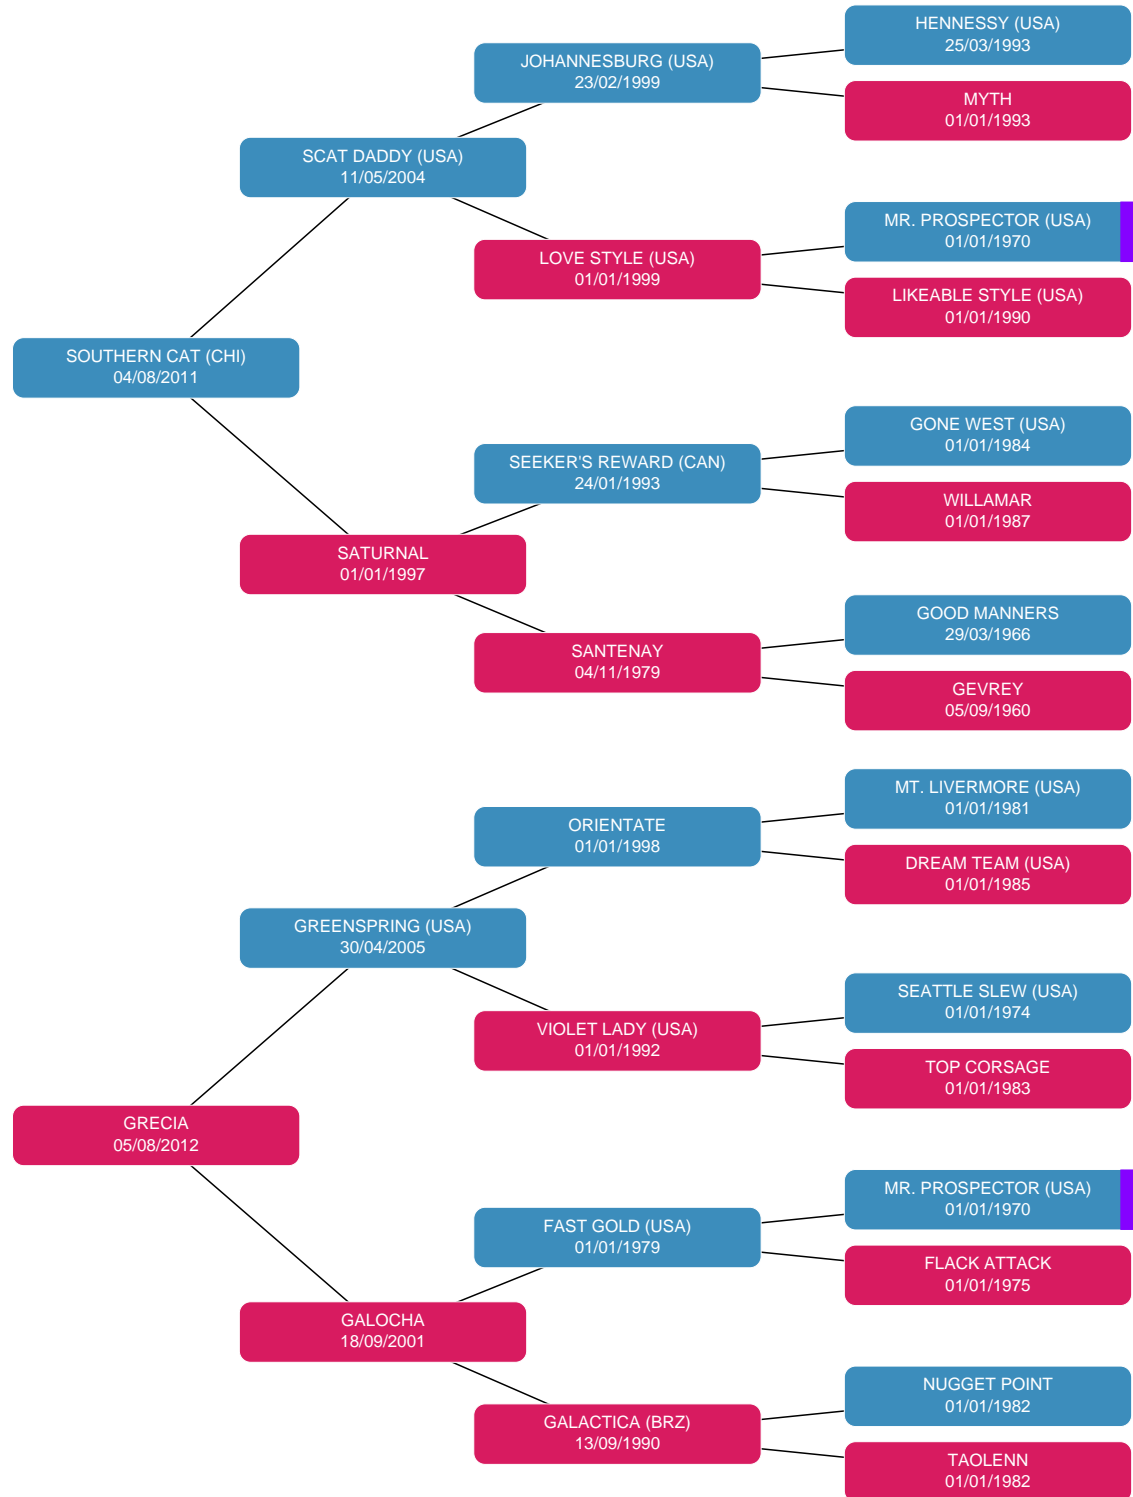 HENNESSY (USA)
25/03/1993
JOHANNESBURG (USA)
23/02/1999
MYTH
01/01/1993
SCAT DADDY (USA)
11/05/2004
MR. PROSPECTOR (USA)
01/01/1970
LOVE STYLE (USA)
01/01/1999
LIKEABLE STYLE (USA)
01/01/1990
SOUTHERN CAT (CHI)
04/08/2011
GONE WEST (USA)
01/01/1984
SEEKER'S REWARD (CAN)
24/01/1993
WILLAMAR
01/01/1987
SATURNAL
01/01/1997
GOOD MANNERS
29/03/1966
SANTENAY
04/11/1979
GEVREY
05/09/1960
MT. LIVERMORE (USA)
01/01/1981
ORIENTATE
01/01/1998
DREAM TEAM (USA)
01/01/1985
GREENSPRING (USA)
30/04/2005
SEATTLE SLEW (USA)
01/01/1974
VIOLET LADY (USA)
01/01/1992
TOP CORSAGE
01/01/1983
GRECIA
05/08/2012
MR. PROSPECTOR (USA)
01/01/1970
FAST GOLD (USA)
01/01/1979
FLACK ATTACK
01/01/1975
GALOCHA
18/09/2001
NUGGET POINT
01/01/1982
GALACTICA (BRZ)
13/09/1990
TAOLENN
01/01/1982